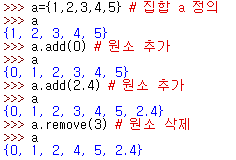 >>> a={1,2,3,4,5} # 집합 a 정의
>>> a
{1, 2, 3, 4, 5}
>>> a.add(0) # 원소 추가
>>> a
{0, 1, 2, 3, 4, 5}
>>> a.add(2.4) # 원소 추가
>>> a
{0, 1, 2, 3, 4, 5, 2.4}
>>> a.remove(3) # 원소 삭제
>>> a
{0, 1, 2, 4, 5, 2.4}